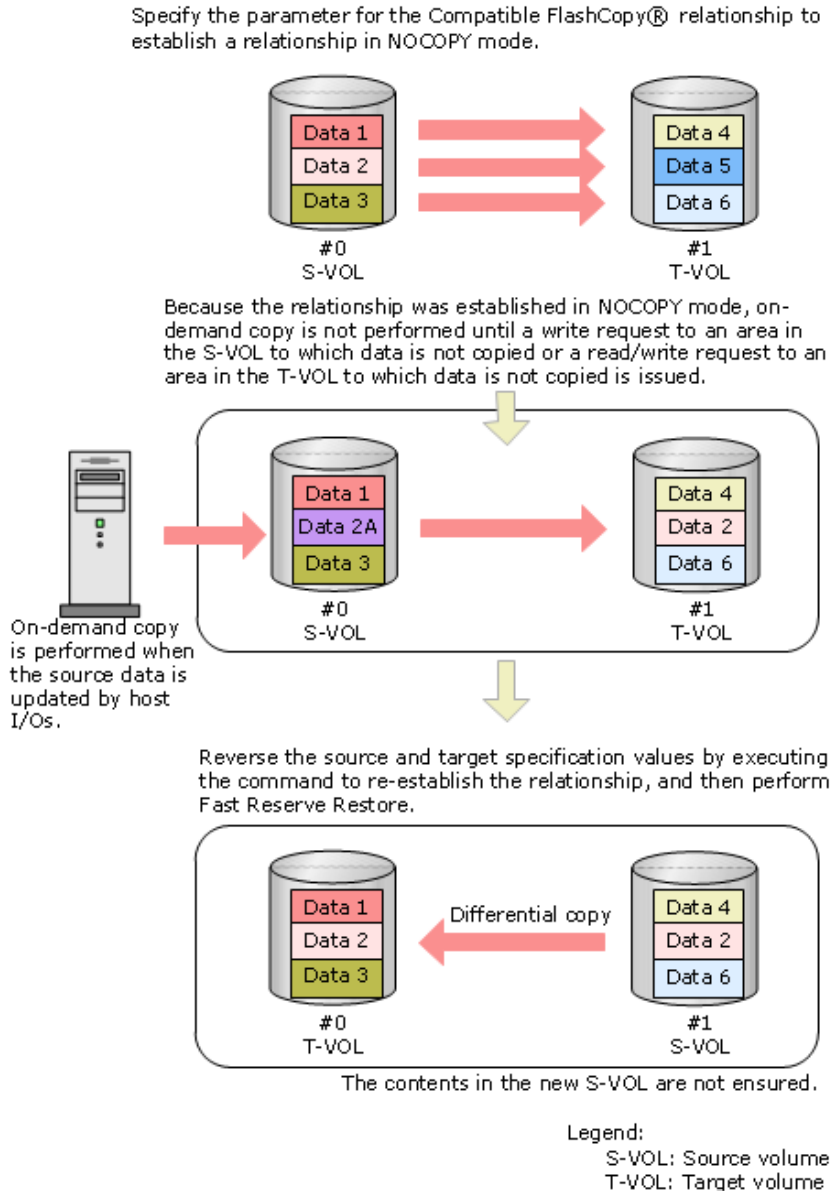 Specify the parameter for the Compatible FlashCopy® relationship to
establish a relationship in NOCOPY mode.
Data 1
Data 2
Data 3
#0
S-VOL
Data 4
Data 5
Data 6
#1
T-VOL
Because the relationship was established in NOCOPY mode, on-
demand copy is not performed until a write request to an area in
the S-VOL to which data is not copied or a read/write request to an
area in the T-VOL to which data is not copied is issued.
On-demand copy
is performed when
the source data is
updated by host
I/Os.
Data 1
Data 2A
Data 3
#0
S-VOL
Data 4
Data 2
Data 6
#1
T-VOL
Reverse the source and target specification values by executing
the command to re-establish the relationship, and then perform
Fast Reserve Restore.
Data 1
Data 2
Data 3
#0
T-VOL
Differential copy
Data 4
Data 2
Data 6
#1
S-VOL
The contents in the new S-VOL are not ensured.
Legend:
S-VOL: Source volume
T-VOL: Target volume